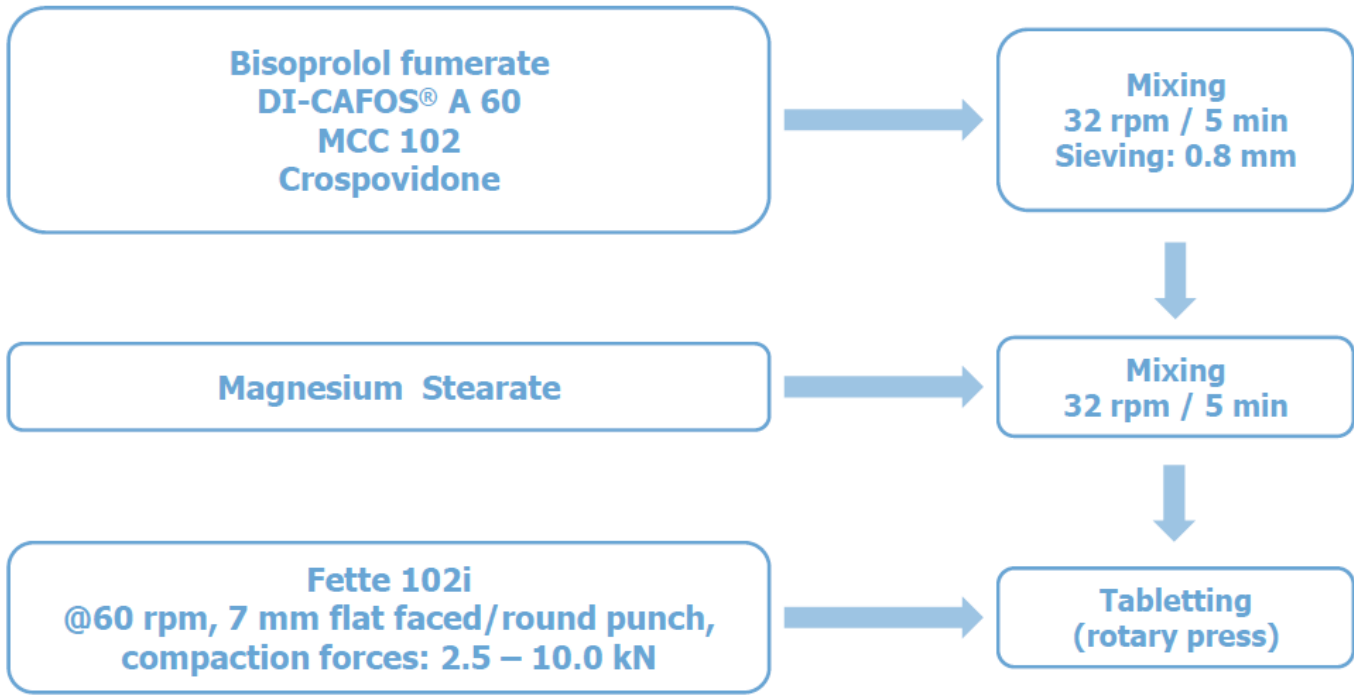 Bisoprolol fumerate
DI-CAFOS® A 60
MCC 102
Crospovidone
Mixing
32 rpm / 5 min
Sieving: 0.8 mm
Magnesium Stearate
Mixing
32 rpm / 5 min
Fette 102i
@60 rpm, 7 mm flat faced/round punch,
compaction forces: 2.5 – 10.0 kN
Tabletting
(rotary press)